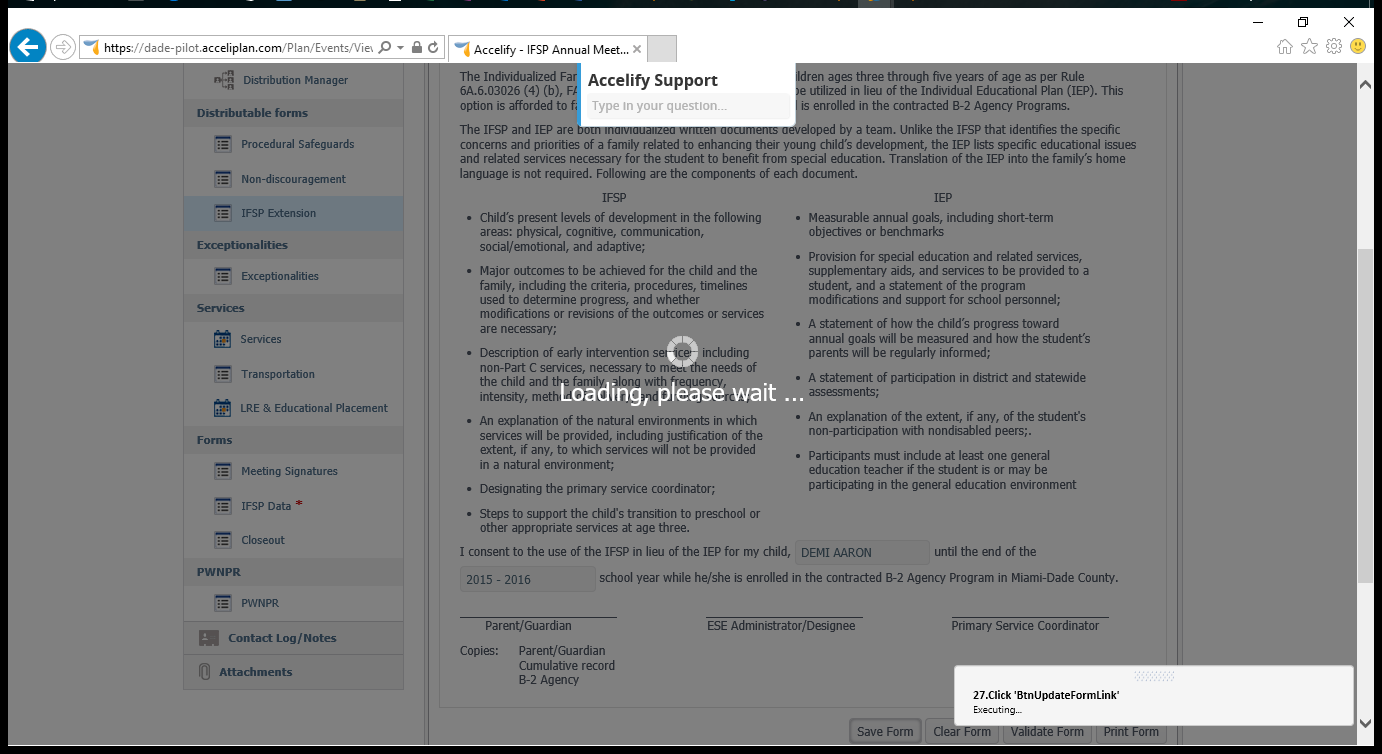 https://dade-pilot.acceliplan.com/Plan/Events/Viev
Accelify - IFSP Annual Meet...
Accelify Support
Type in your question...
Distribution Manager
Distributable forms
Procedural Safeguards
Non-discouragement
IFSP Extension
Exceptionalities
Exceptionalities
Services
Services
Transportation
LRE & Educational Placement
Forms
Meeting Signatures
IFSP Data *
Closeout
PWNPR
PWNPR
Contact Log/Notes
Attachments
The Individualized Fam ldren ages three through five years of age as per Rule
6A.6.03026 (4) (b), FA be utilized in lieu of the Individual Educational Plan (IEP). This
option is afforded to fa is enrolled in the contracted B-2 Agency Programs.
The IFSP and IEP are both individualized written documents developed by a team. Unlike the IFSP that identifies the specific
concerns and priorities of a family related to enhancing their young child's development, the IEP lists specific educational issues
and related services necessary for the student to benefit from special education. Translation of the IEP into the family's home
language is not required. Following are the components of each document.
IFSP
• Child's present levels of development in the following
areas: physical, cognitive, communication,
social/emotional, and adaptive;
• Major outcomes to be achieved for the child and the
family, including the criteria, procedures, timelines
used to determine progress, and whether
modifications or revisions of the outcomes or services
are necessary;
• Description of early intervention services, including
non-Part C services, necessary to meet the needs of
the child and the family, along with frequency,
intensity, method
• An explanation of the natural environments in which
services will be provided, including justification of the
extent, if any, to which services will not be provided
in a natural environment;
• Designating the primary service coordinator;
• Steps to support the child's transition to preschool or
other appropriate services at age three.
IEP
• Measurable annual goals, including short-term
objectives or benchmarks
• Provision for special education and related services,
supplementary aids, and services to be provided to a
student, and a statement of the program
modifications and support for school personnel;
• A statement of how the child's progress toward
annual goals will be measured and how the student's
parents will be regularly informed;
• A statement of participation in district and statewide
assessments;
• An explanation of the extent, if any, of the student's
non-participation with nondisabled peers;.
• Participants must include at least one general
education teacher if the student is or may be
participating in the general education environment
Loading, please wait ...
I consent to the use of the IFSP in lieu of the IEP for my child, DEMI AARON until the end of the
2015 - 2016 school year while he/she is enrolled in the contracted B-2 Agency Program in Miami-Dade County.
Parent/Guardian ESE Administrator/Designee Primary Service Coordinator
Copies: Parent/Guardian
Cumulative record
B-2 Agency
27.Click 'BtnUpdateFormLink'
Executing...
Save Form Clear Form Validate Form Print Form